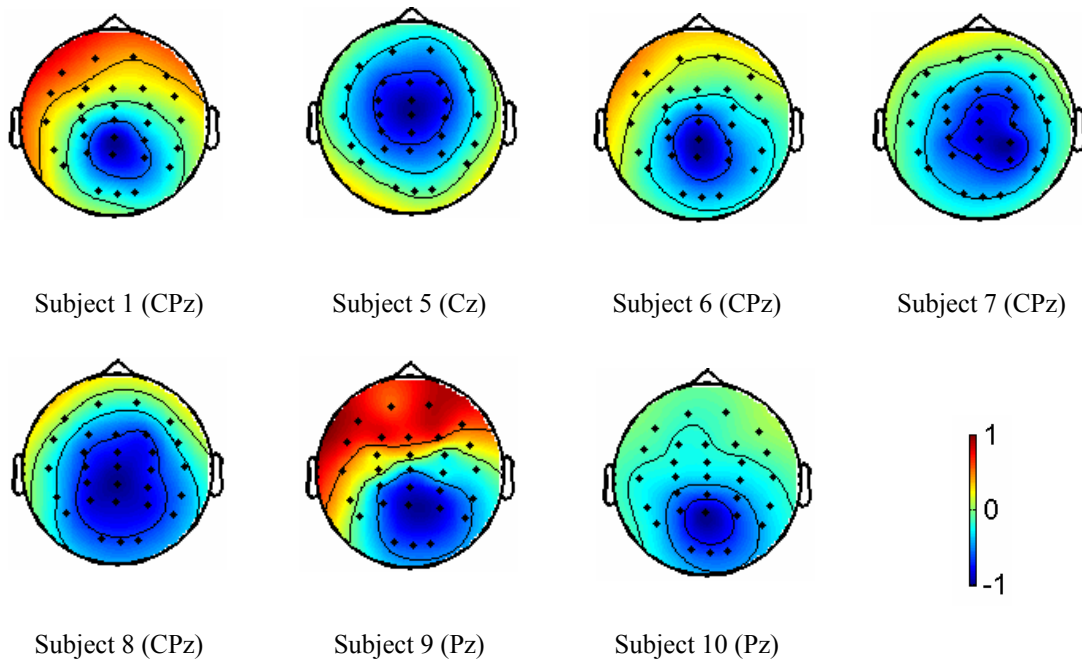 Subject 1 (CPz)
Subject 5 (Cz)
Subject 6 (CPz)
Subject 7 (CPz)
1
0
-1
Subject 8 (CPz)
Subject 9 (Pz)
Subject 10 (Pz)